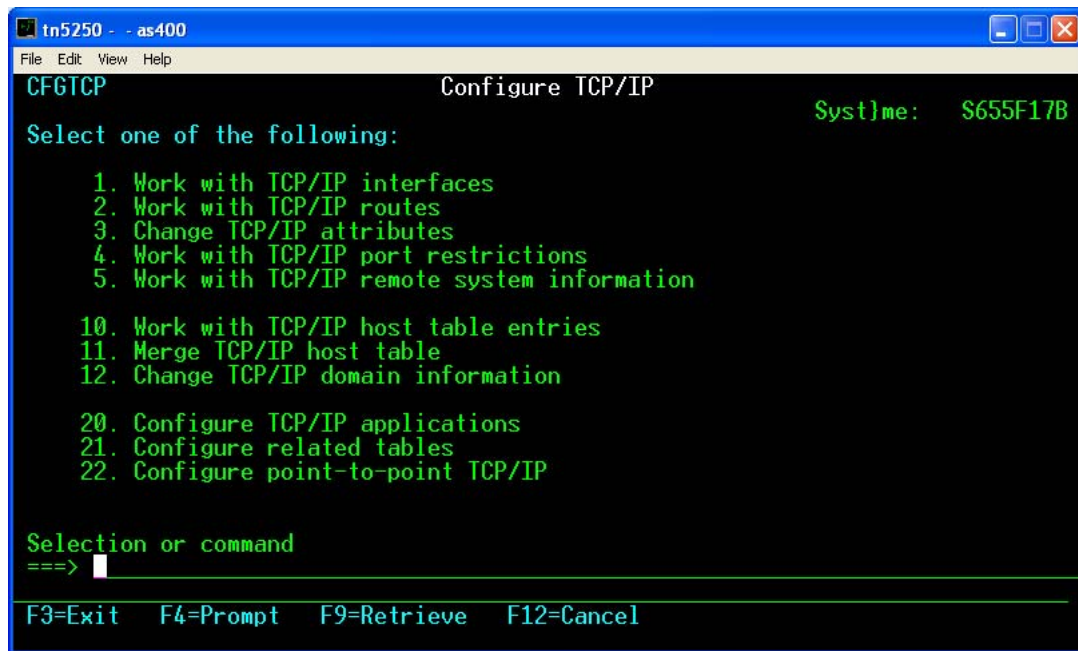 tn5250 - - as400
File Edit View Help
CFGTCP Configure TCP/IP
Syst}me: S655F17B
Select one of the following:
1. Work with TCP/IP interfaces
2. Work with TCP/IP routes
3. Change TCP/IP attributes
4. Work with TCP/IP port restrictions
5. Work with TCP/IP remote system information
10. Work with TCP/IP host table entries
11. Merge TCP/IP host table
12. Change TCP/IP domain information
20. Configure TCP/IP applications
21. Configure related tables
22. Configure point-to-point TCP/IP
Selection or command
===>
F3=Exit F4=Prompt F9=Retrieve F12=Cancel